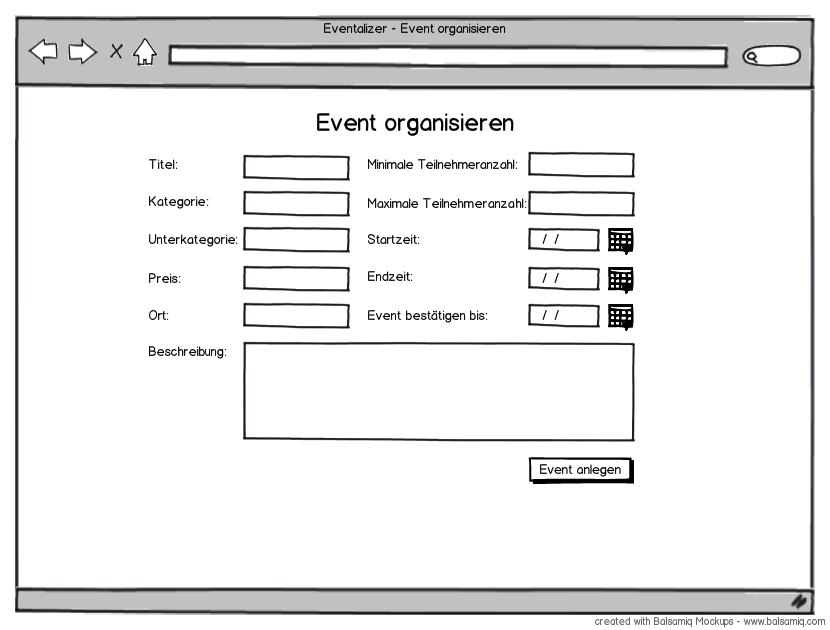 Eventalizer - Event organisieren
Event organisieren
Titel:
Minimale Teilnehmeranzahl:
Kategorie:
Maximale Teilnehmeranzahl:
Unterkategorie:
Startzeit:
/ /
Preis:
Endzeit:
/ /
Ort:
Event bestätigen bis:
/ /
Beschreibung:
Event anlegen
created with Balsamiq Mockups - www.balsamiq.com